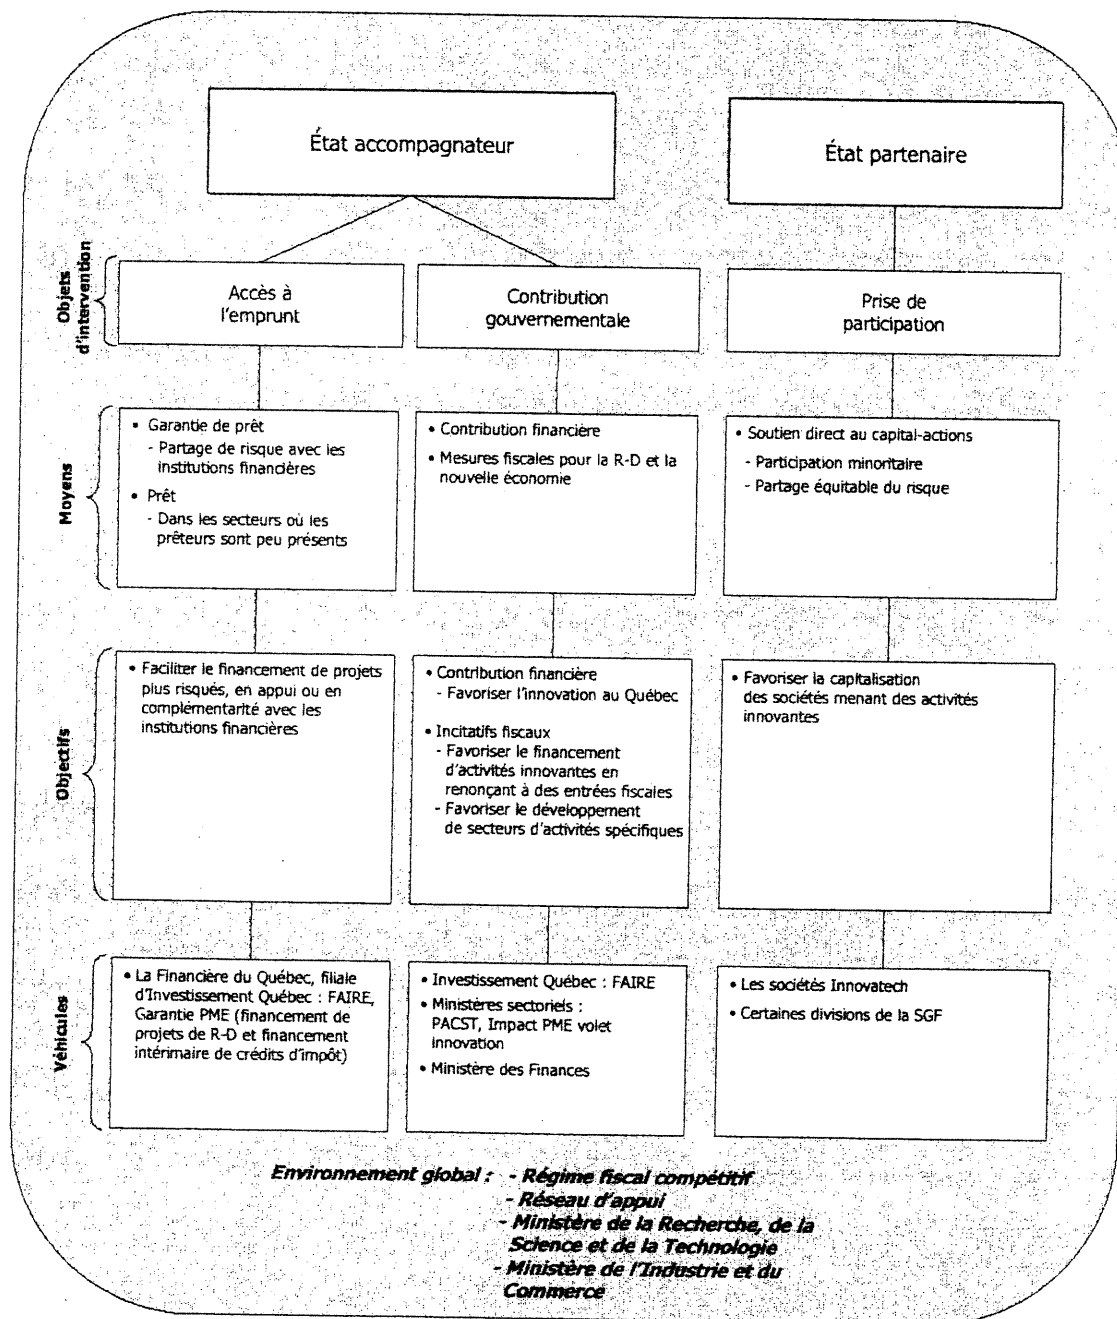 État accompagnateur
État partenaire
Objets
d'intervention
Accès à
l'emprunt
Contribution
gouvernementale
Prise de
participation
Moyens
• Garantie de prêt
- Partage de risque avec les
institutions financières
• Prêt
- Dans les secteurs où les
prêteurs sont peu présents
• Contribution financière
• Mesures fiscales pour la R-D et la
nouvelle économie
• Soutien direct au capital-actions
- Participation minoritaire
- Partage équitable du risque
Objectifs
• Faciliter le financement de projets
plus risqués, en appui ou en
complémentarité avec les
institutions financières
• Contribution financière
- Favoriser l'innovation au Québec
• Incitatifs fiscaux
- Favoriser le financement
d'activités innovantes en
renonçant à des entrées fiscales
- Favoriser le développement
de secteurs d'activités spécifiques
• Favoriser la capitalisation
des sociétés menant des activités
innovantes
Véhicules
• La Financière du Québec, filiale
d'Investissement Québec : FAIRE,
Garantie PME (financement de
projets de R-D et financement
intérimaire de crédits d'impôt)
• Investissement Québec : FAIRE
• Ministères sectoriels :
PACST, Impact PME volet
innovation
• Ministère des Finances
• Les sociétés Innovatech
• Certaines divisions de la SGF
Environnement global : - Régime fiscal compétitif
- Réseau d'appui
- Ministère de la Recherche, de la
Science et de la Technologie
- Ministère de l'Industrie et du
Commerce